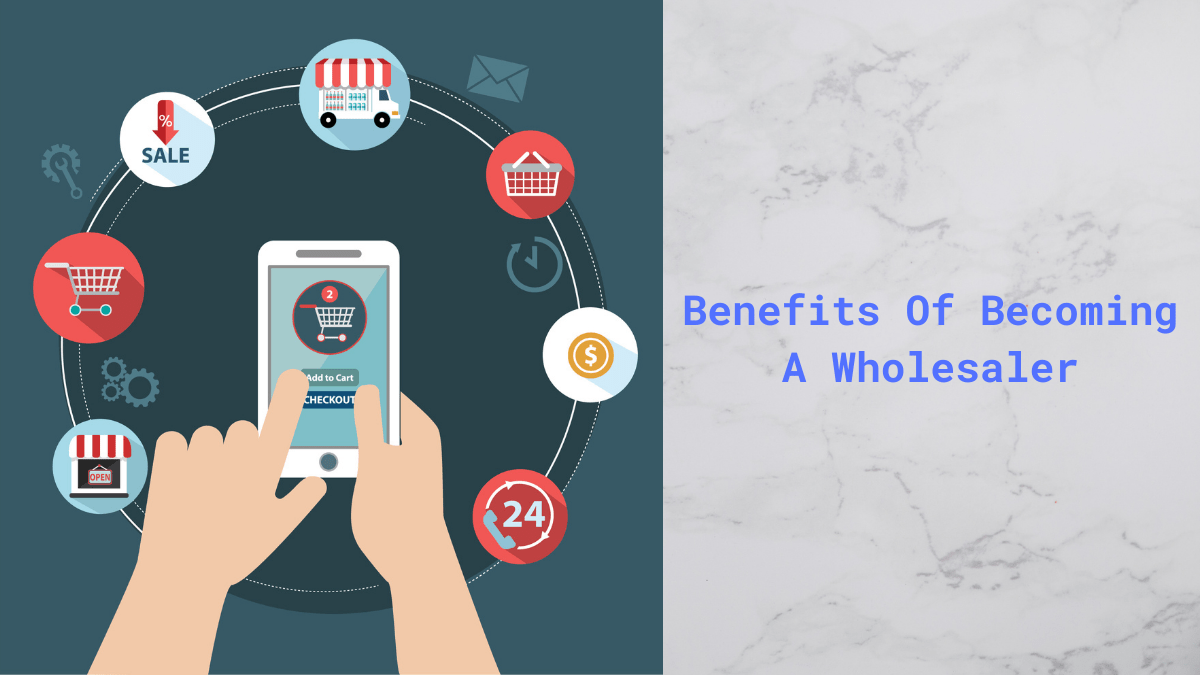 %
SALE
OPEN
2
Add to Cart
CHECKOUT
$
24
Benefits Of Becoming
A Wholesaler